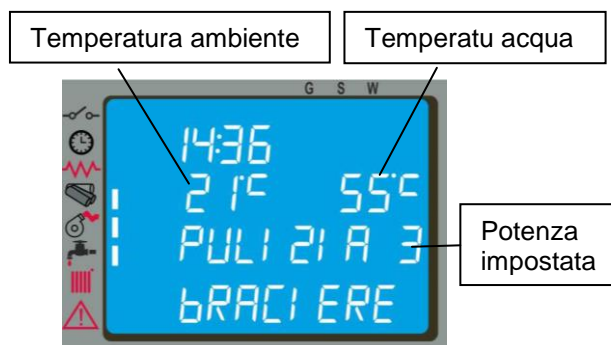 Temperatura ambiente
Temperatu acqua
G S W
14:36
21°C 55°C
PULIZIA 3
Potenza
impostata
bRACIERE